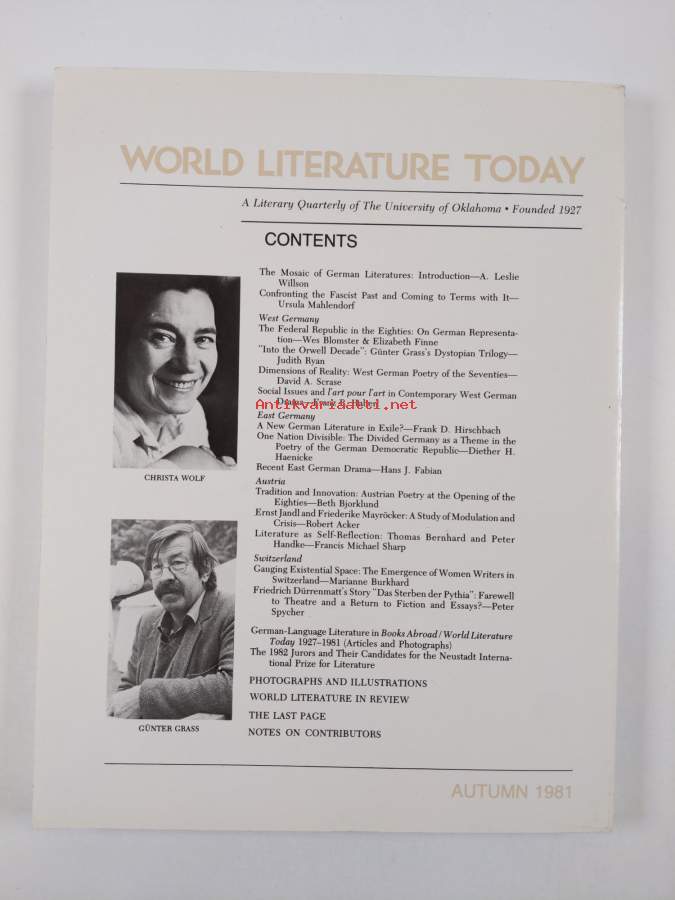 WORLD LITERATURE TODAY
A Literary Quarterly of The University of Oklahoma • Founded 1927
CONTENTS
The Mosaic of German Literatures: Introduction—A. Leslie
Willson
Confronting the Fascist Past and Coming to Terms with It—
Ursula Mahlendorf
West Germany
The Federal Republic in the Eighties: On German Representa-
tion—Wes Blomster & Elizabeth Finne
"Into the Orwell Decade": Günter Grass's Dystopian Trilogy—
Judith Ryan
Dimensions of Reality: West German Poetry of the Seventies—
David A. Scrase
Social Issues and l'art pour l'art in Contemporary West German
Antikvariaatti.net
East Germany
A New German Literature in Exile?—Frank D. Hirschbach
One Nation Divisible: The Divided Germany as a Theme in the
Poetry of the German Democratic Republic—Diether H.
Haenicke
Recent East German Drama—Hans J. Fabian
Austria
Tradition and Innovation: Austrian Poetry at the Opening of the
Eighties—Beth Bjorklund
Ernst Jandl and Friederike Mayröcker: A Study of Modulation and
Crisis—Robert Acker
Literature as Self-Reflection: Thomas Bernhard and Peter
Handke—Francis Michael Sharp
Switzerland
Gauging Existential Space: The Emergence of Women Writers in
Switzerland—Marianne Burkhard
Friedrich Dürrenmatt's Story "Das Sterben der Pythia": Farewell
to Theatre and a Return to Fiction and Essays?—Peter
Spycher
German-Language Literature in Books Abroad/World Literature
Today 1927–1981 (Articles and Photographs)
The 1982 Jurors and Their Candidates for the Neustadt Interna-
tional Prize for Literature
PHOTOGRAPHS AND ILLUSTRATIONS
WORLD LITERATURE IN REVIEW
THE LAST PAGE
NOTES ON CONTRIBUTORS
CHRISTA WOLF
GÜNTER GRASS
AUTUMN 1981